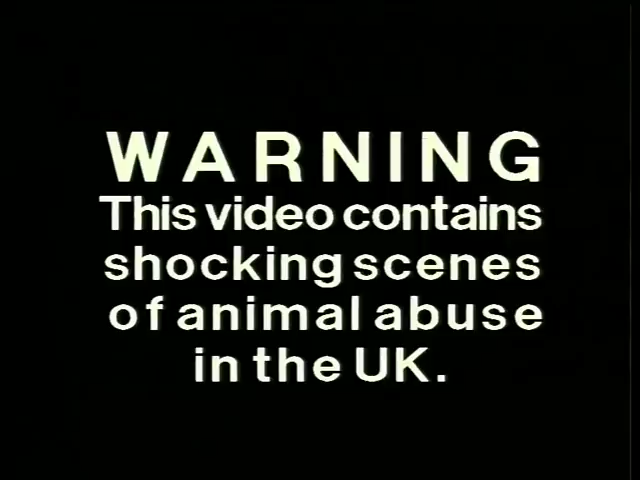 WARNING
This video contains
shocking scenes
of animal abuse
in the UK.